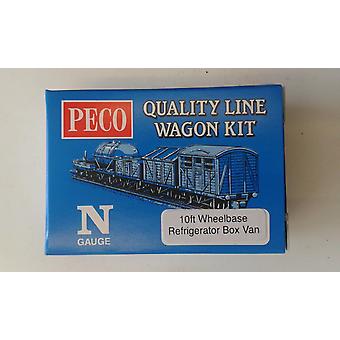 PECO
QUALITY LINE
WAGON KIT
N
GAUGE
10ft Wheelbase
Refrigerator Box Van